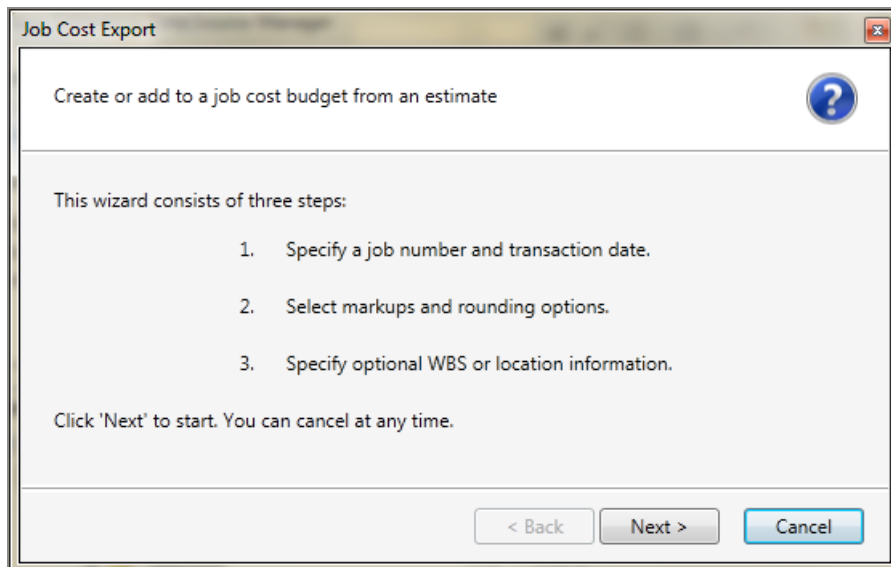 Job Cost Export
Create or add to a job cost budget from an estimate
?
This wizard consists of three steps:
1. Specify a job number and transaction date.
2. Select markups and rounding options.
3. Specify optional WBS or location information.
Click 'Next' to start. You can cancel at any time.
< Back Next > Cancel